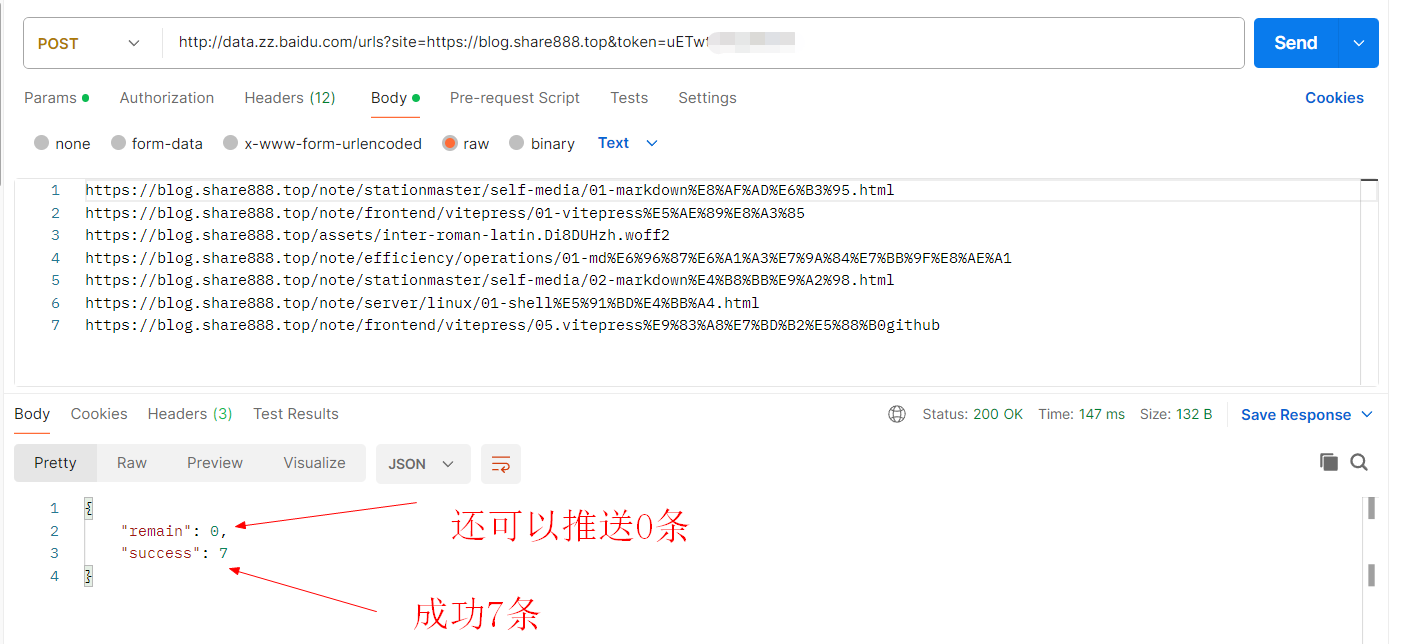 POST http://data.zz.baidu.com/urls?site=https://blog.share888.top&token=uETw Send
Params Authorization Headers (12) Body Pre-request Script Tests Settings Cookies
none form-data x-www-form-urlencoded raw binary Text
1 https://blog.share888.top/note/stationmaster/self-media/01-markdown%E8%AF%AD%E6%B3%95.html
2 https://blog.share888.top/note/frontend/vitepress/01-vitepress%E5%AE%89%E8%A3%85
3 https://blog.share888.top/assets/inter-roman-latin.Di8DUHzh.woff2
4 https://blog.share888.top/note/efficiency/operations/01-md%E6%96%87%E6%A1%A3%E7%9A%84%E7%BB%9F%E8%AE%A1
5 https://blog.share888.top/note/stationmaster/self-media/02-markdown%E4%B8%BB%E9%A2%98.html
6 https://blog.share888.top/note/server/linux/01-shell%E5%91%BD%E4%BB%A4.html
7 https://blog.share888.top/note/frontend/vitepress/05.vitepress%E9%83%A8%E7%BD%B2%E5%88%B0github
Body Cookies Headers (3) Test Results Status: 200 OK Time: 147 ms Size: 132 B Save Response
Pretty Raw Preview Visualize JSON
1 {
2 "remain": 0,
还可以推送0条
3 "success": 7
4 }
成功7条